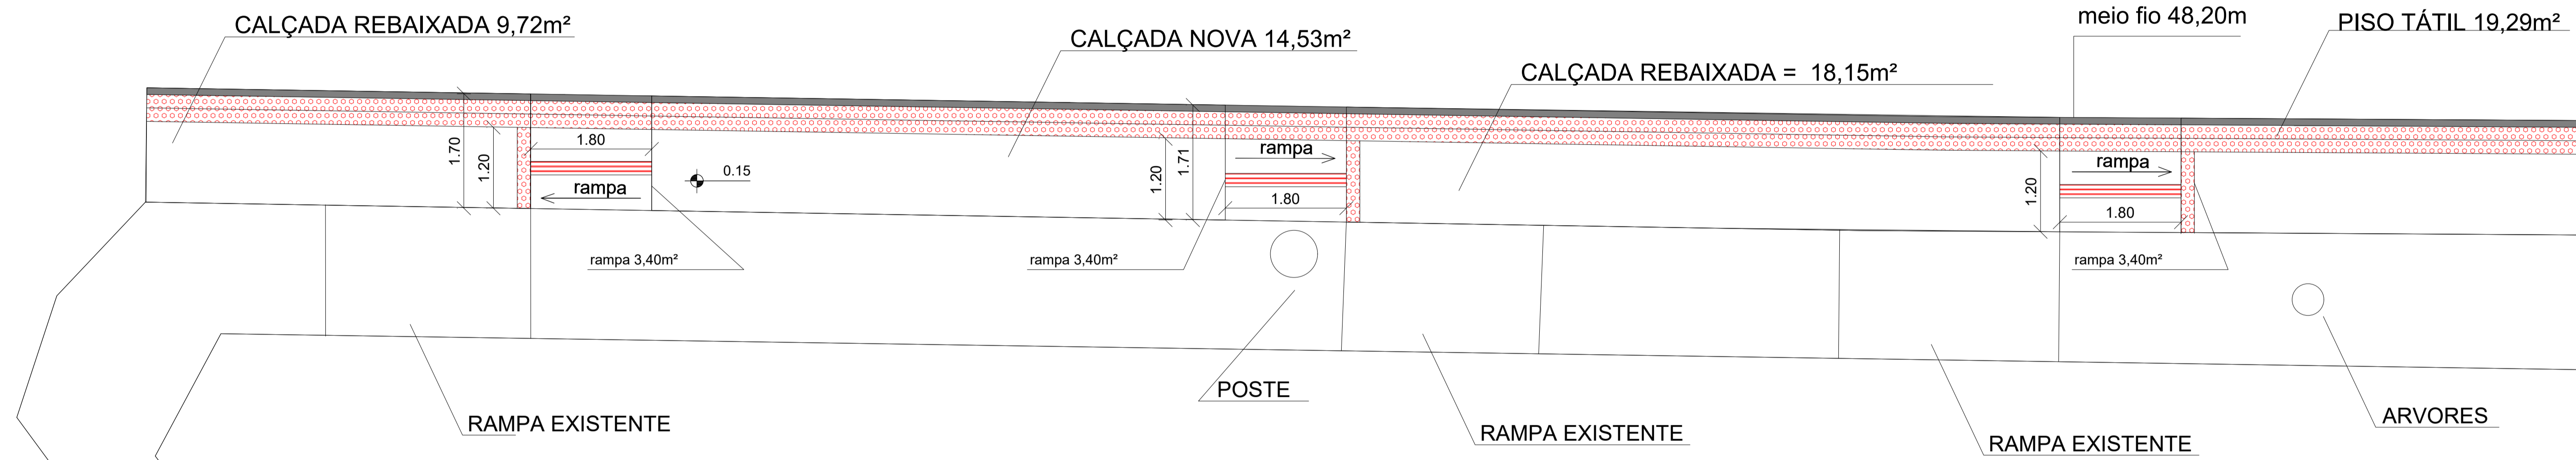 meio fio 48,20m
CALÇADA REBAIXADA 9,72m²
CALÇADA NOVA 14,53m²
PISO TÁTIL 19,29m²
CALÇADA REBAIXADA = 18,15m²
1.70
1.20
1.80
rampa
0.15
1.20
1.71
rampa
1.80
1.20
rampa
1.80
rampa 3,40m²
rampa 3,40m²
rampa 3,40m²
RAMPA EXISTENTE
POSTE
RAMPA EXISTENTE
RAMPA EXISTENTE
ARVORES